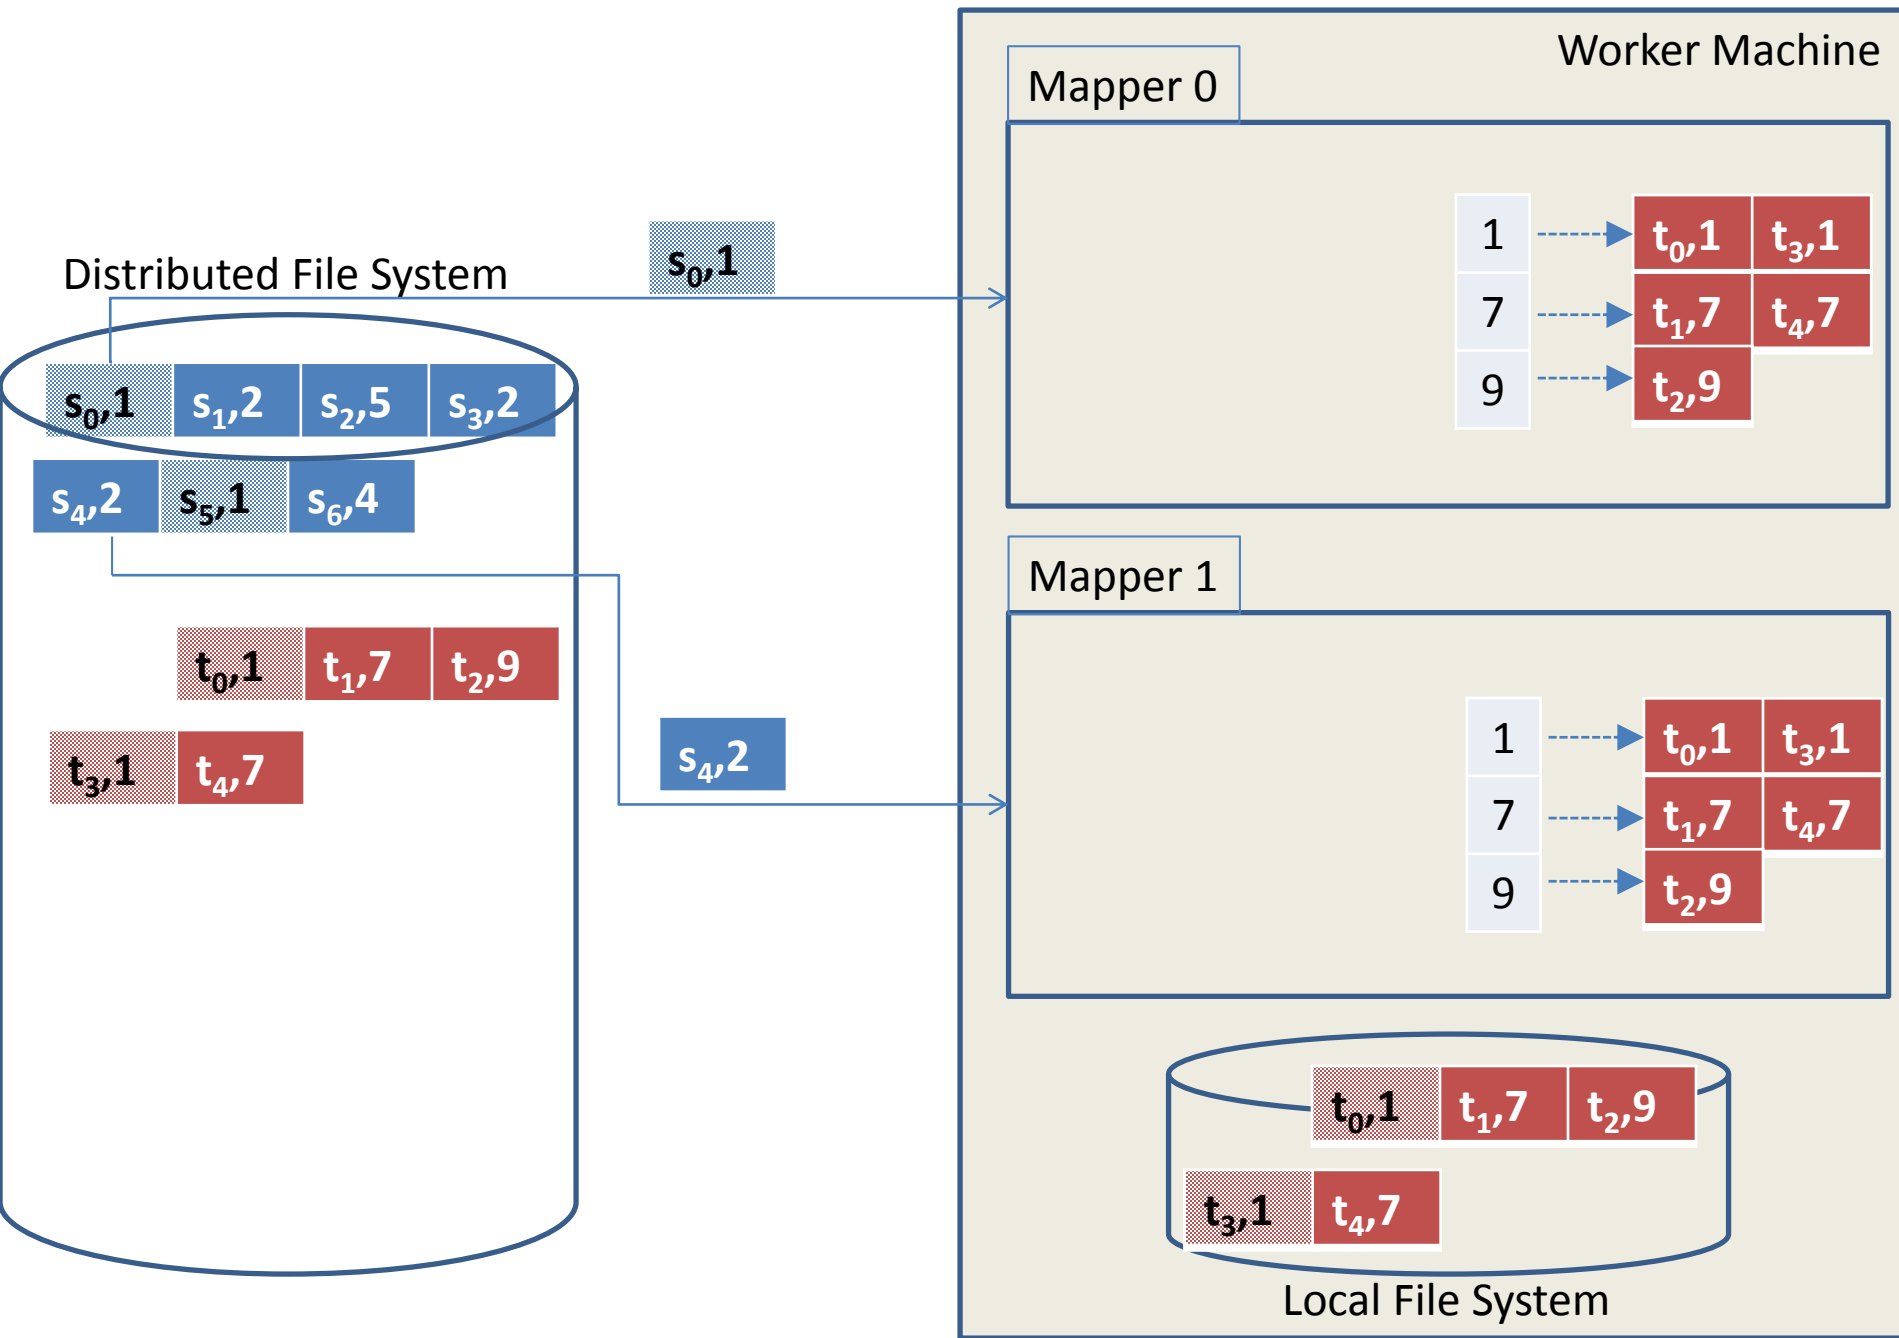 Worker Machine
Mapper 0
1 t₀,1 t₃,1
7 t₁,7 t₄,7
9 t₂,9
s₀,1
Distributed File System
s₀,1 s₁,2 s₂,5 s₃,2
s₄,2 s₅,1 s₆,4
t₀,1 t₁,7 t₂,9
t₃,1 t₄,7
s₄,2
Mapper 1
1 t₀,1 t₃,1
7 t₁,7 t₄,7
9 t₂,9
t₀,1 t₁,7 t₂,9
t₃,1 t₄,7
Local File System